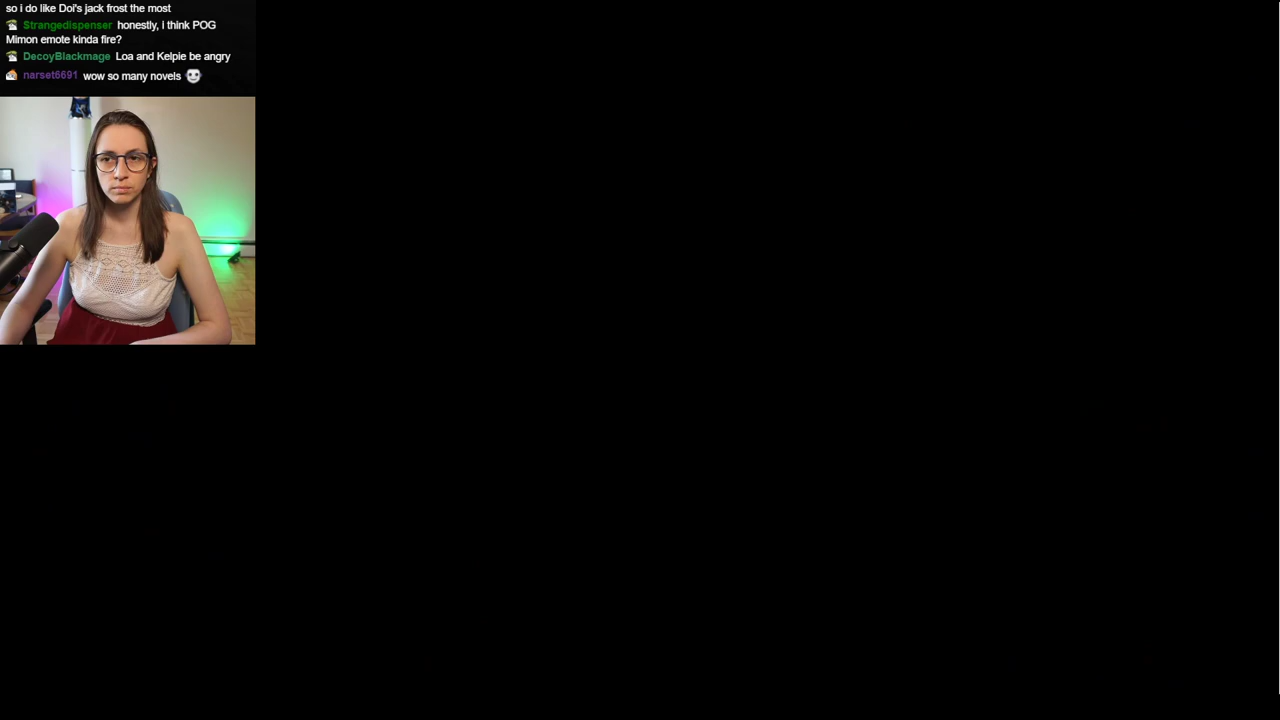 so i do like Doi's jack frost the most
Strangedispenser honestly, i think POG
Mimon emote kinda fire?
DecoyBlackmage Loa and Kelpie be angry
narset6691 wow so many novels